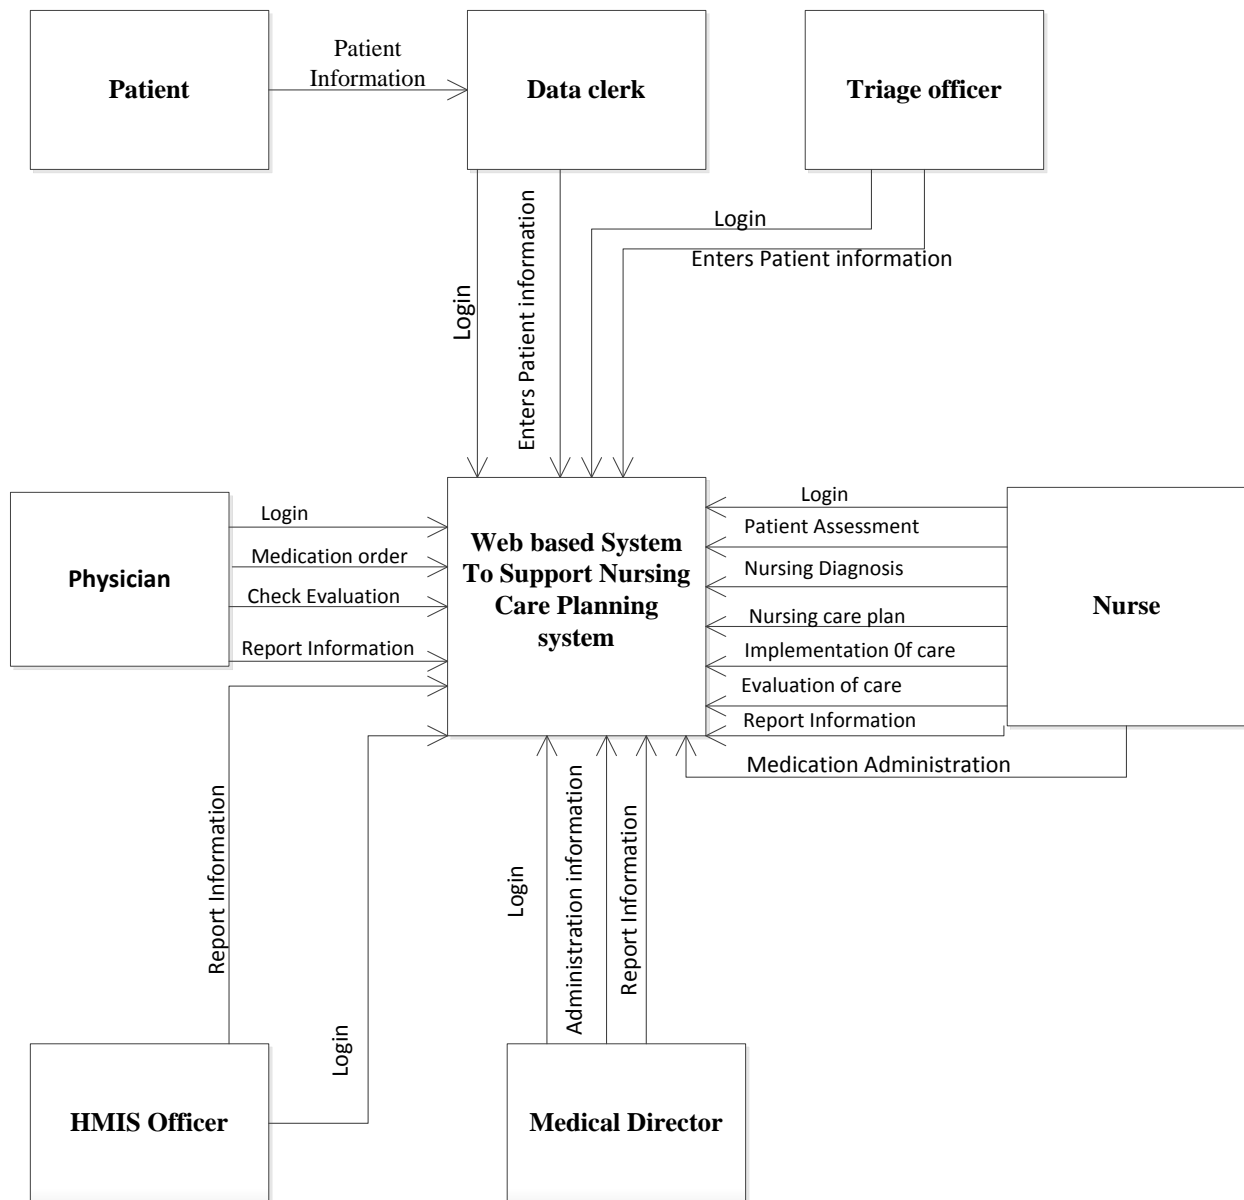 Patient
Patient
Information
Data clerk
Triage officer
Login
Enters Patient information
Login
Enters Patient information
Physician
Login
Medication order
Check Evaluation
Report Information
Web based System
To Support Nursing
Care Planning
system
Login
Patient Assessment
Nursing Diagnosis
Nursing care plan
Implementation 0f care
Evaluation of care
Report Information
Medication Administration
Nurse
Report Information
Login
Login
Administration information
Report Information
HMIS Officer
Medical Director